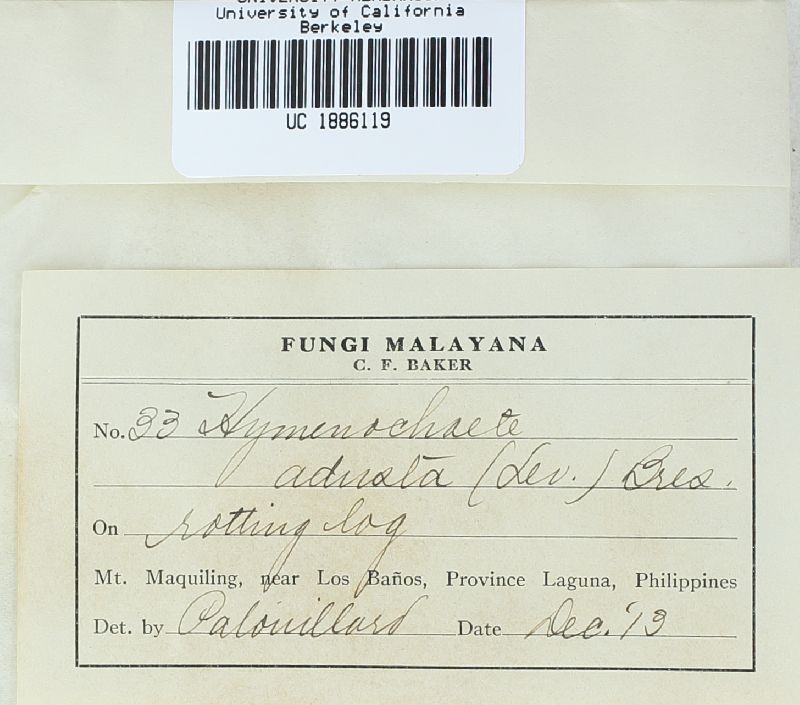 University of California
Berkeley
UC 1886119
FUNGI MALAYANA
C. F. BAKER
No. 33 Hymenochaete
adusta (Lev.) Bres.
On rotting log
Mt. Maquiling, near Los Baños, Province Laguna, Philippines
Det. by Patouillard Date Dec. '13